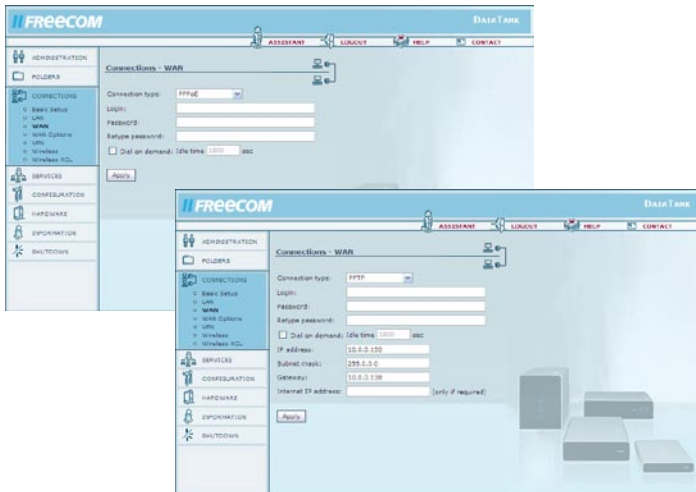 FREECOM
DATATANK
ASSISTANT LOGOUT HELP CONTACT
ADMINISTRATION
FOLDERS
CONNECTIONS
Basic Setup
LAN
WAN
WAN Options
VPN
Wireless
Wireless ACL
SERVICES
CONFIGURATION
HARDWARE
INFORMATION
SHUTDOWN
Connections - WAN
Connection type: PPPoE
Login:
Password:
Retype password:
Dial on demand: Idle time 1800 sec
Apply
FREECOM
DATATANK
ASSISTANT LOGOUT HELP CONTACT
ADMINISTRATION
FOLDERS
CONNECTIONS
Basic Setup
LAN
WAN
WAN Options
VPN
Wireless
Wireless ACL
SERVICES
CONFIGURATION
HARDWARE
INFORMATION
SHUTDOWN
Connections - WAN
Connection type: PPTP
Login:
Password:
Retype password:
Dial on demand: Idle time 1800 sec
IP address: 10.0.0.150
Subnet mask: 255.0.0.0
Gateway: 10.0.0.138
Internet IP address: (only if required)
Apply